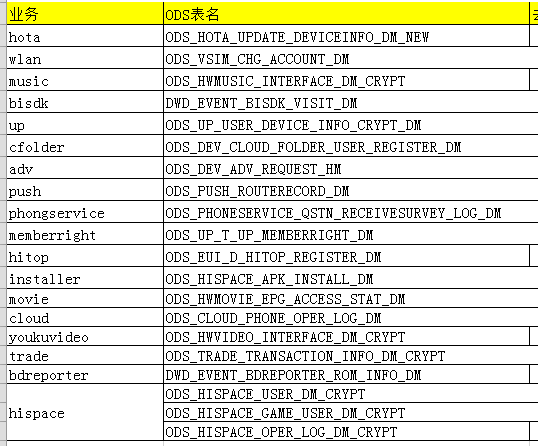 业务 ODS表名
hota ODS_HOTA_UPDATE_DEVICEINFO_DM_NEW
wlan ODS_VSIM_CHG_ACCOUNT_DM
music ODS_HWMUSIC_INTERFACE_DM_CRYPT
bisdk DWD_EVENT_BISDK_VISIT_DM
up ODS_UP_USER_DEVICE_INFO_CRYPT_DM
cfolder ODS_DEV_CLOUD_FOLDER_USER_REGISTER_DM
adv ODS_DEV_ADV_REQUEST_HM
push ODS_PUSH_ROUTERECORD_DM
phongservice ODS_PHONESERVICE_QSTN_RECEIVESURVEY_LOG_DM
memberright ODS_UP_T_UP_MEMBERRIGHT_DM
hitop ODS_EUI_D_HITOP_REGISTER_DM
installer ODS_HISPACE_APK_INSTALL_DM
movie ODS_HWMOVIE_EPG_ACCESS_STAT_DM
cloud ODS_CLOUD_PHONE_OPER_LOG_DM
youkuvideo ODS_HWVIDEO_INTERFACE_DM_CRYPT
trade ODS_TRADE_TRANSACTION_INFO_DM_CRYPT
bdreporter DWD_EVENT_BDREPORTER_ROM_INFO_DM
hispace ODS_HISPACE_USER_DM_CRYPT
ODS_HISPACE_GAME_USER_DM_CRYPT
ODS_HISPACE_OPER_LOG_DM_CRYPT